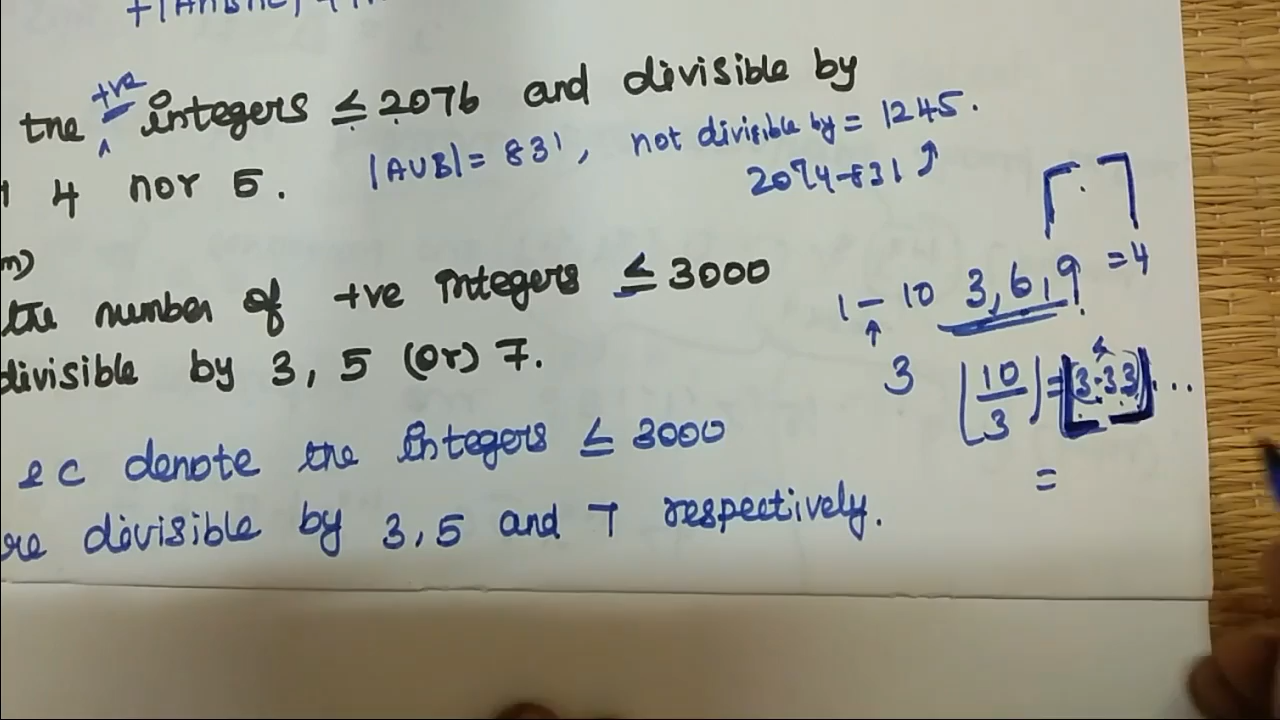 the +ve integers ≤ 2076 and divisible by
4 nor 5.
|AUB| = 831, not divisible by = 1245.
2074-831
the number of +ve integers ≤ 3000
divisible by 3, 5 (or) 7.
& C denote the integers ≤ 3000
re divisible by 3, 5 and 7 respectively.
⌈ . ⌉
1 - 10 3, 6, 9 = 4
3 ⌊10/3⌋ = ⌊3.33⌋...
=